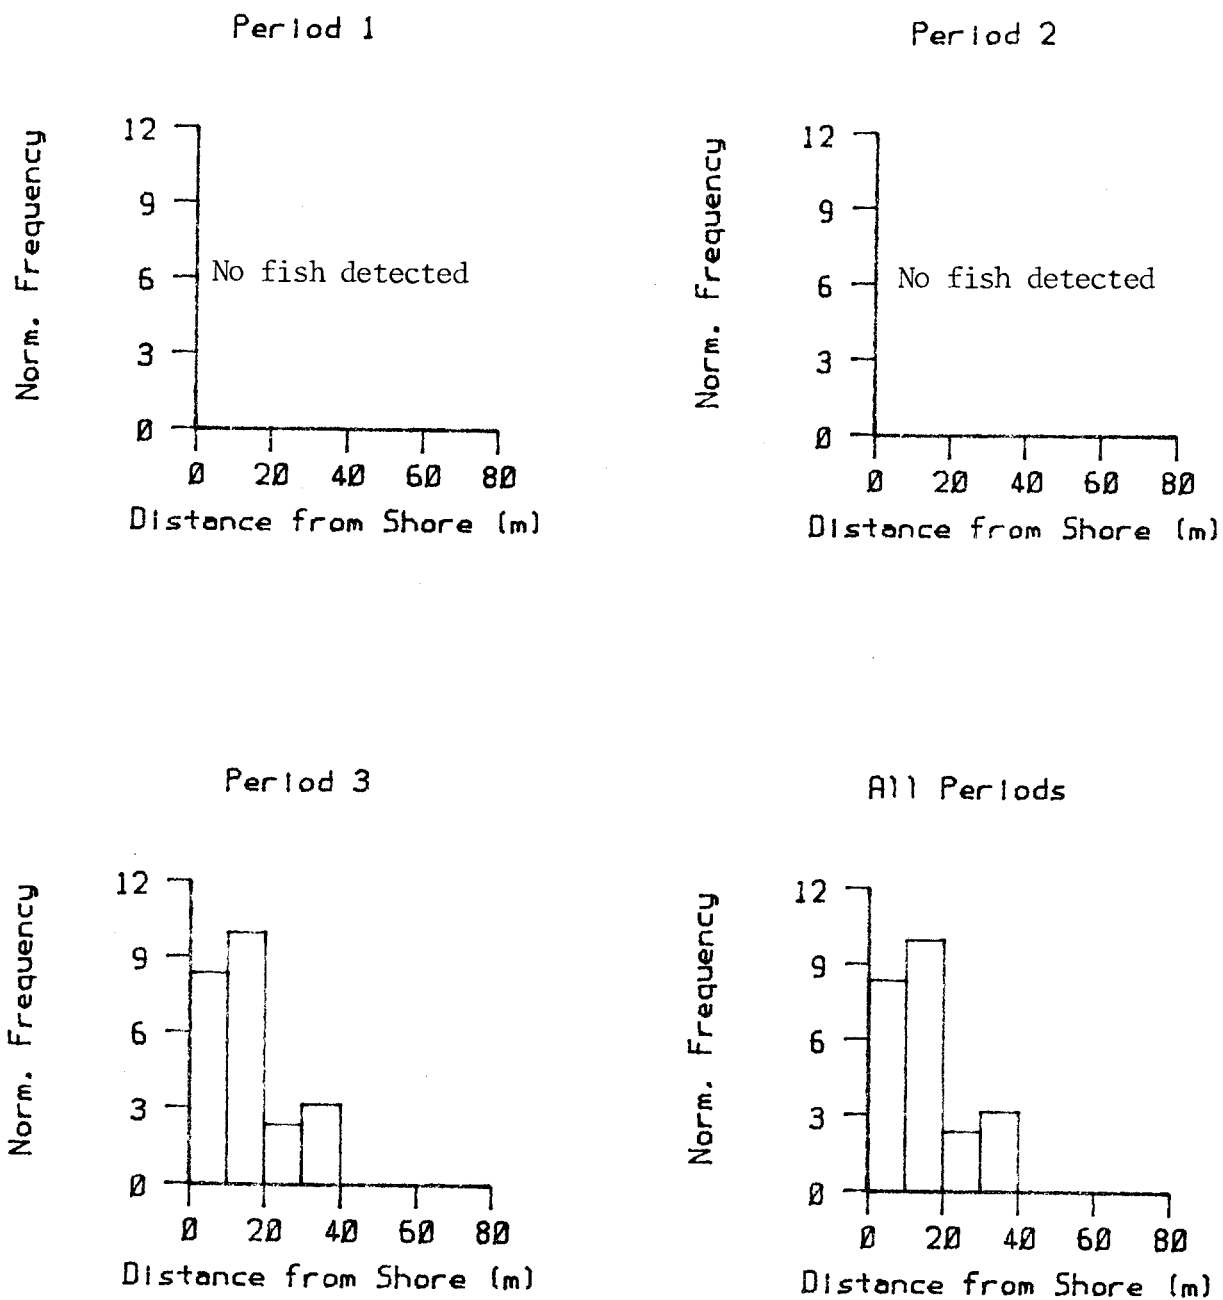 Period 1
Norm. Frequency
12
9
6
3
0
No fish detected
0 20 40 60 80
Distance from Shore (m)
Period 2
Norm. Frequency
12
9
6
3
0
No fish detected
0 20 40 60 80
Distance from Shore (m)
Period 3
Norm. Frequency
12
9
6
3
0
0 20 40 60 80
Distance from Shore (m)
All Periods
Norm. Frequency
12
9
6
3
0
0 20 40 60 80
Distance from Shore (m)